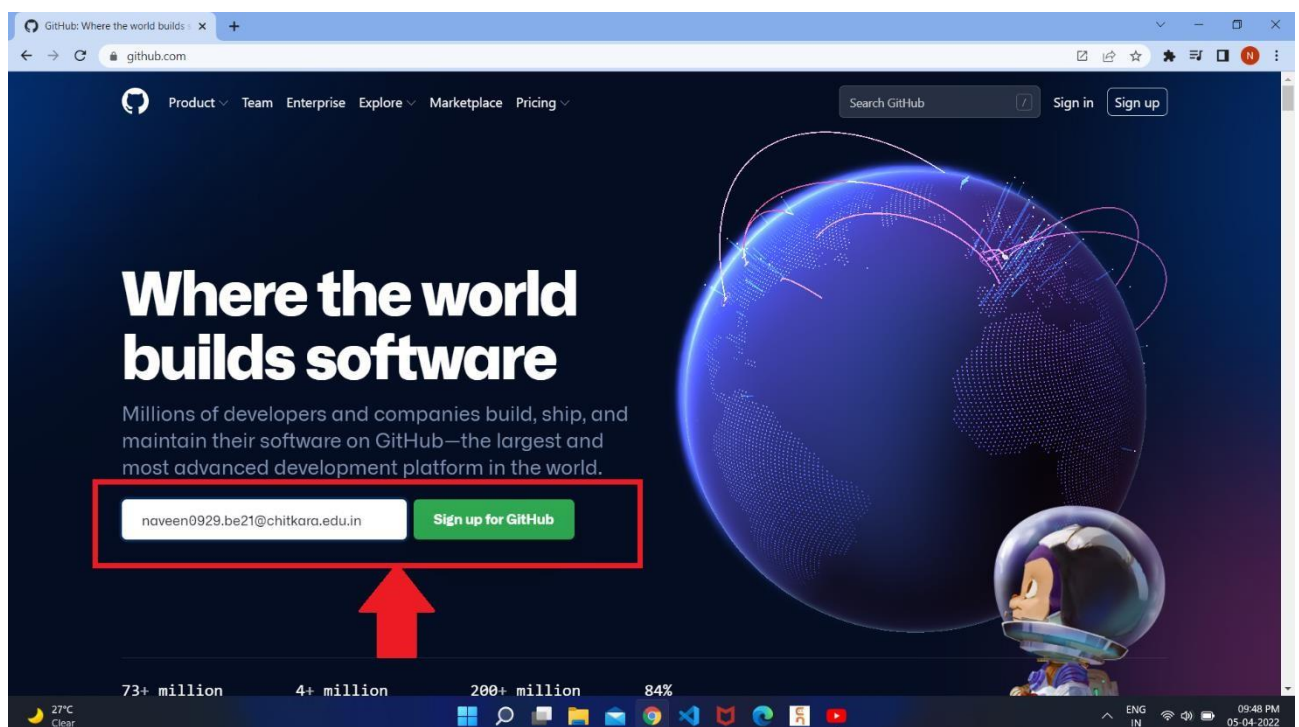 GitHub: Where the world builds s
github.com
Product Team Enterprise Explore Marketplace Pricing
Search GitHub /
Sign in Sign up
Where the world
builds software
Millions of developers and companies build, ship, and
maintain their software on GitHub—the largest and
most advanced development platform in the world.
naveen0929.be21@chitkara.edu.in Sign up for GitHub
73+ million 4+ million 200+ million 84%
27°C
Clear
ENG
IN
09:48 PM
05-04-2022
N